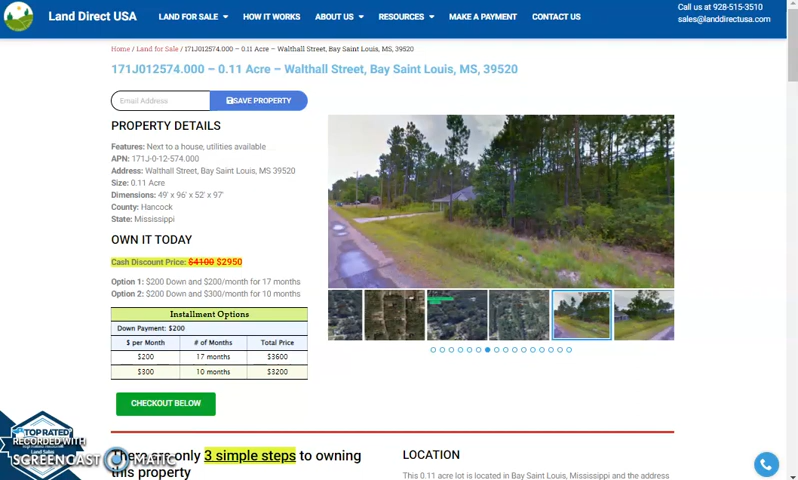 Land Direct USA
LAND FOR SALE
HOW IT WORKS
ABOUT US
RESOURCES
MAKE A PAYMENT
CONTACT US
Call us at 928-515-3510
sales@landdirectusa.com
Home / Land for Sale / 171J012574.000 – 0.11 Acre – Walthall Street, Bay Saint Louis, MS, 39520
171J012574.000 – 0.11 Acre – Walthall Street, Bay Saint Louis, MS, 39520
Email Address
SAVE PROPERTY
PROPERTY DETAILS
Features: Next to a house, utilities available
APN: 171J-0-12-574.000
Address: Walthall Street, Bay Saint Louis, MS 39520
Size: 0.11 Acre
Dimensions: 49' x 96' x 52' x 97'
County: Hancock
State: Mississippi
OWN IT TODAY
Cash Discount Price: $4100 $2950
Option 1: $200 Down and $200/month for 17 months
Option 2: $200 Down and $300/month for 10 months
Installment Options
Down Payment: $200
$ per Month # of Months Total Price
$200 17 months $3600
$300 10 months $3200
CHECKOUT BELOW
TOP RATED
Land Sales
RECORDED WITH
SCREENCAST MATIC
There are only 3 simple steps to owning
this property
LOCATION
This 0.11 acre lot is located in Bay Saint Louis, Mississippi and the address